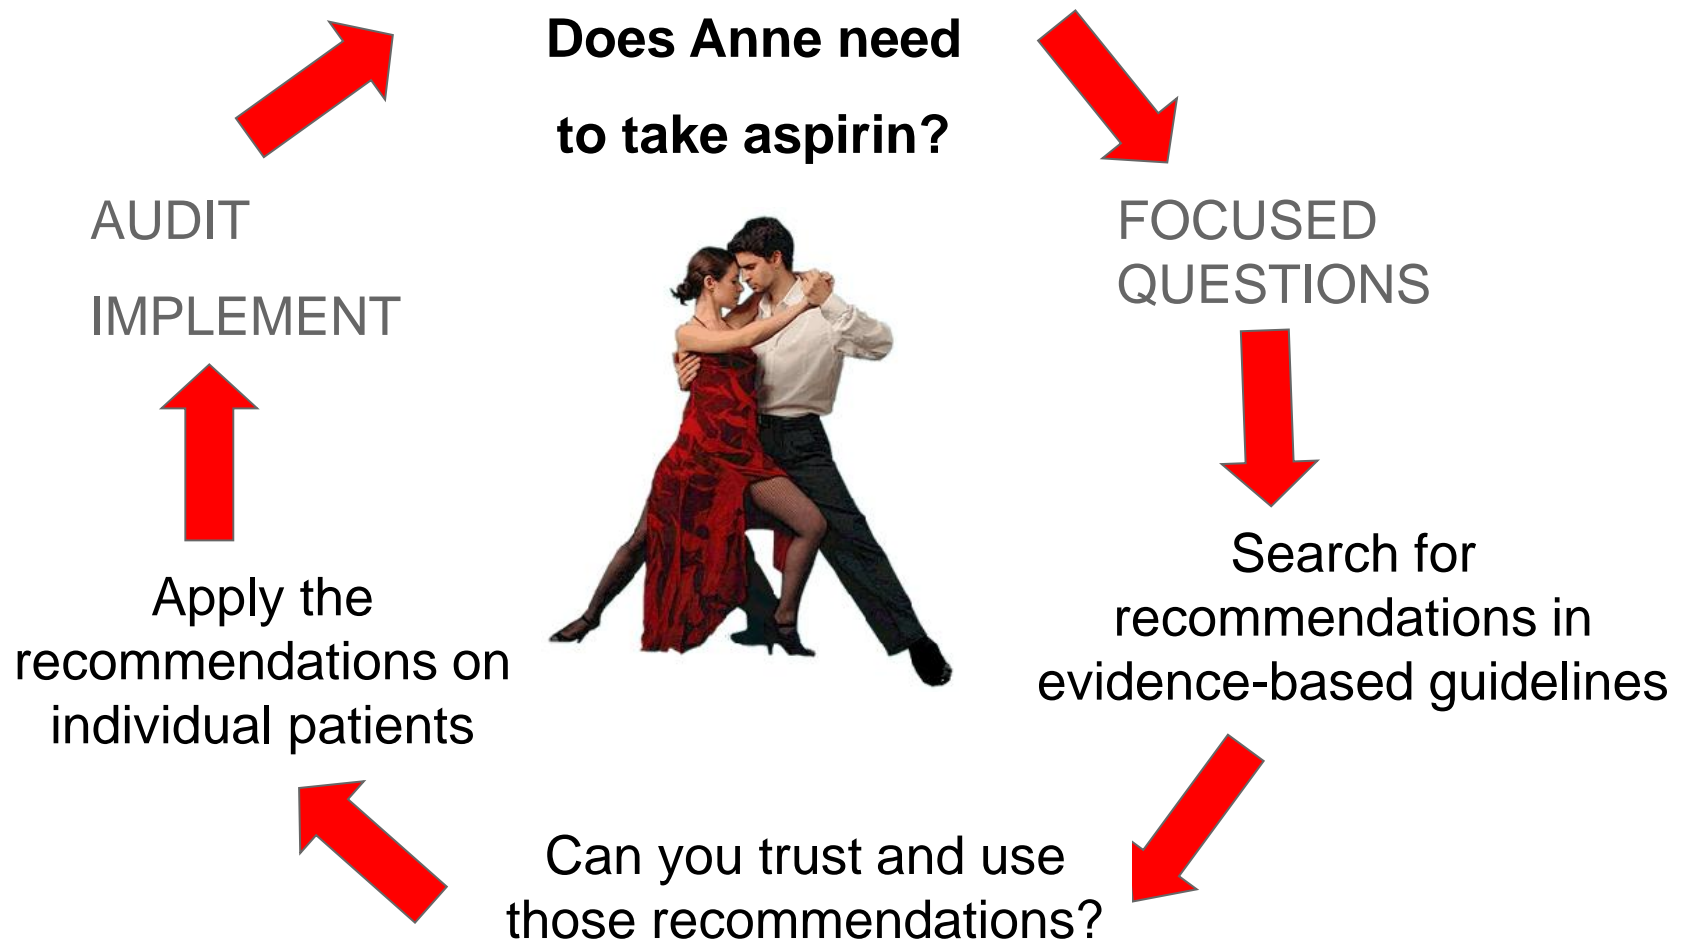 Does Anne need
to take aspirin?
FOCUSED
QUESTIONS
Search for
recommendations in
evidence-based guidelines
Can you trust and use
those recommendations?
Apply the
recommendations on
individual patients
AUDIT
IMPLEMENT